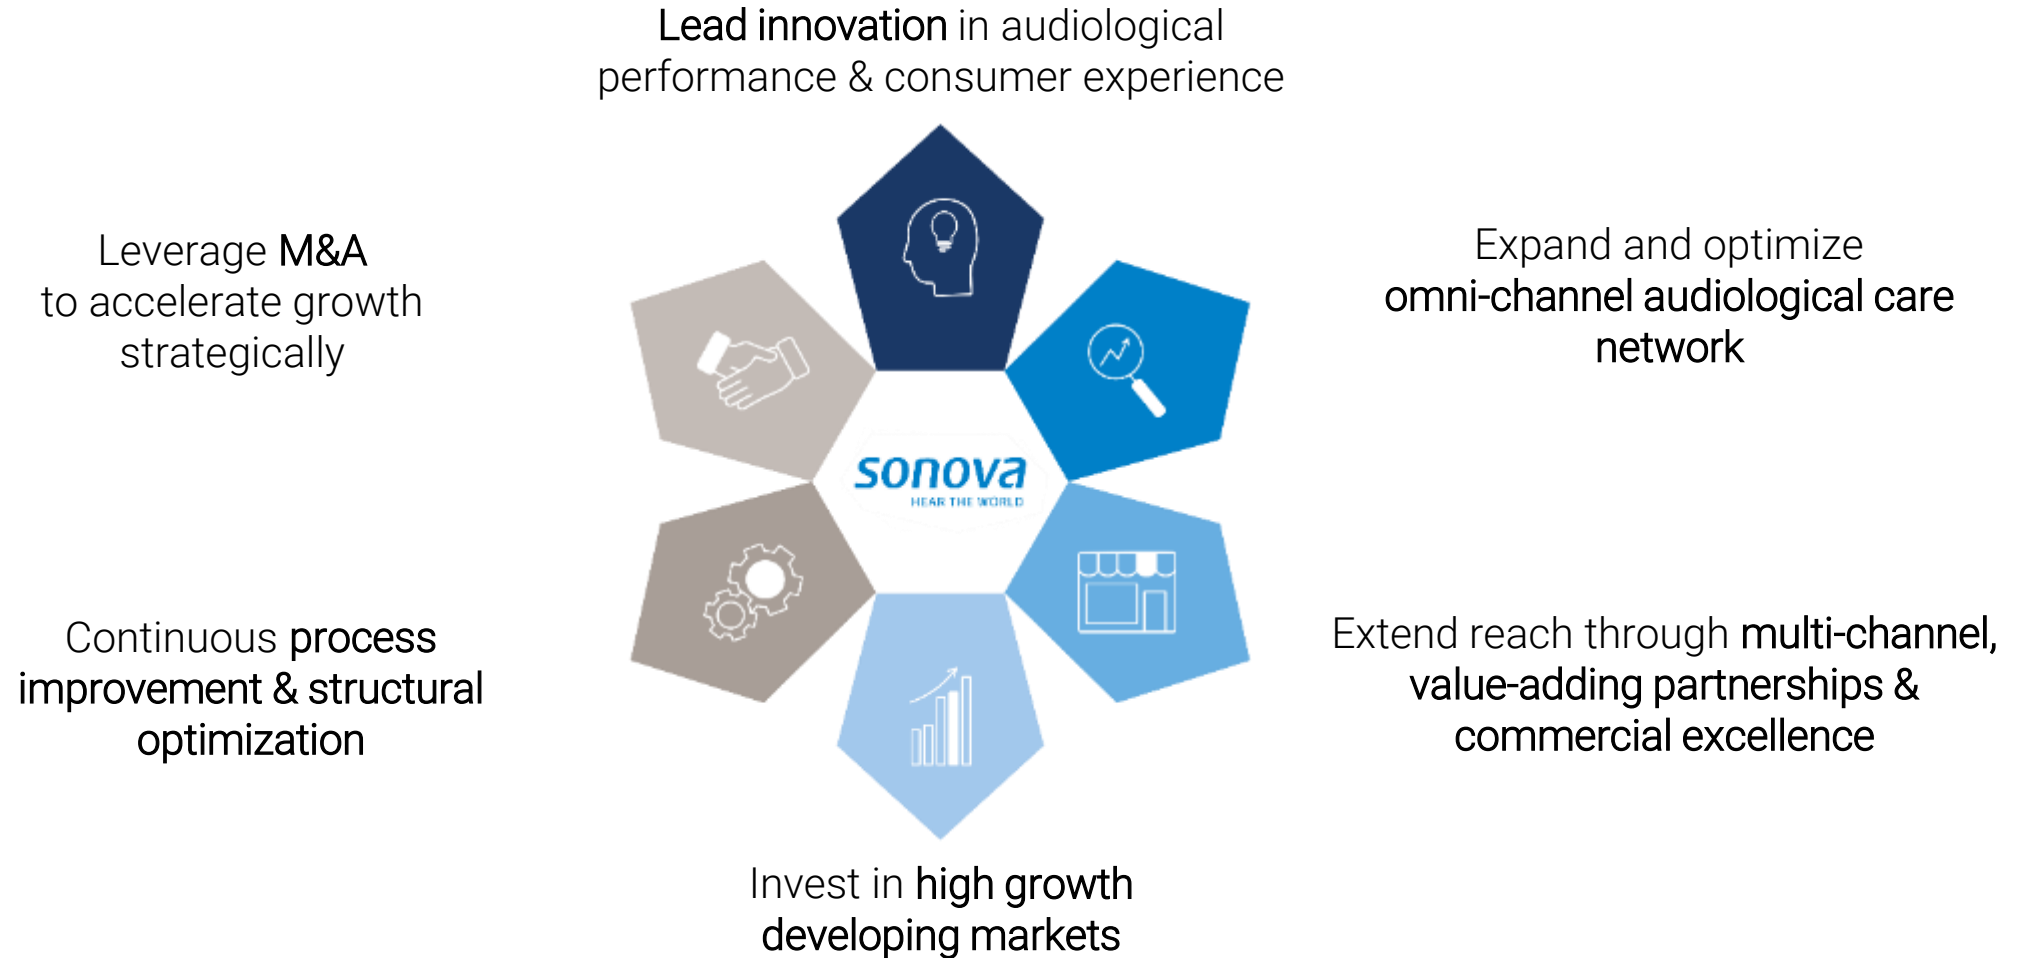 Lead innovation in audiological
performance & consumer experience
Leverage M&A
to accelerate growth
strategically
Expand and optimize
omni-channel audiological care
network
sonova
HEAR THE WORLD
Continuous process
improvement & structural
optimization
Extend reach through multi-channel,
value-adding partnerships &
commercial excellence
Invest in high growth
developing markets